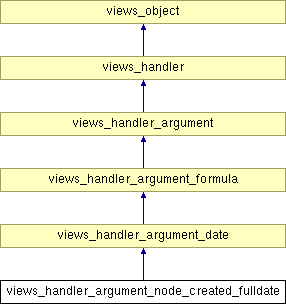 views_object
views_handler
views_handler_argument
views_handler_argument_formula
views_handler_argument_date
views_handler_argument_node_created_fulldate